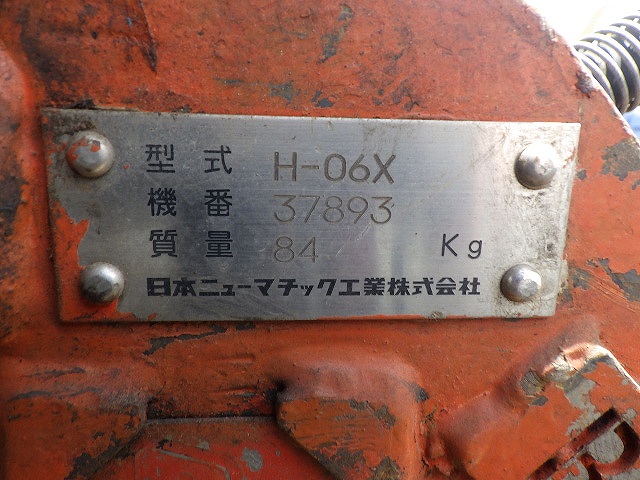 型式 H-06X
機番 37893
質量 84 Kg
日本ニューマチック工業株式会社